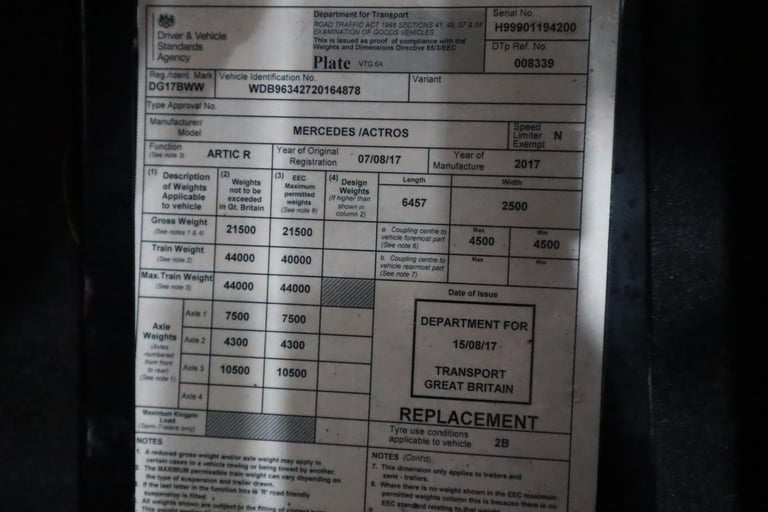 Driver & Vehicle
Standards
Agency
Department for Transport
ROAD TRAFFIC ACT 1988 SECTIONS 41, 49, 57 & 58
EXAMINATION OF GOODS VEHICLES
This is issued as proof of compliance with the
Weights and Dimensions Directive 85/3/EEC
Plate VTG 6A
Serial No.
H99901194200
DTp Ref. No
008339
Reg./Ident. Mark
DG17BWW
Vehicle Identification No.
WDB96342720164878
Variant
Type Approval No.
Manufacturer/
Model
MERCEDES /ACTROS
Speed
Limiter N
Exempt
Function
(See note 3)
ARTIC R
Year of Original
Registration 07/08/17
Year of
Manufacture 2017
(1) Description
of Weights
Applicable
to vehicle
(2) Weights
not to be
exceeded
in Gt. Britain
(3) EEC
Maximum
permitted
weights
(See note 8)
(4) Design
Weights
(If higher than
shown in
column 2)
Length
6457
Width
2500
Gross Weight
(See notes 1 & 4)
21500 21500
a. Coupling centre to
vehicle foremost part
(See note 6)
Max
4500
Min
4500
Train Weight
(See note 2)
44000 40000
b. Coupling centre to
vehicle rearmost part
(See note 7)
Max
Min
Max. Train Weight
(See note 5)
44000 44000
Date of Issue
Axle
Weights
(Axles
numbered
from front
to rear)
(See note 1)
Axle 1 7500 7500
Axle 2 4300 4300
Axle 3 10500 10500
Axle 4
DEPARTMENT FOR
15/08/17
TRANSPORT
GREAT BRITAIN
REPLACEMENT
Maximum Kingpin
Load
(Semi-Trailers only)
Tyre use conditions
applicable to vehicle 2B
NOTES
1. A reduced gross weight and/or axle weight may apply in
certain cases to a vehicle towing or being towed by another.
2. The MAXIMUM permissible train weight can vary depending on
the type of suspension and trailer drawn.
3. If the last letter in the function box is 'R' road friendly
suspension is fitted.
All weights shown are subject to the fitting of correct
NOTES (Cont'd)
7. This dimension only applies to trailers and
semi - trailers.
8. Where there is no weight shown in the EEC maximum
permitted weights column this is because there is no
EEC standard relating to that weight.